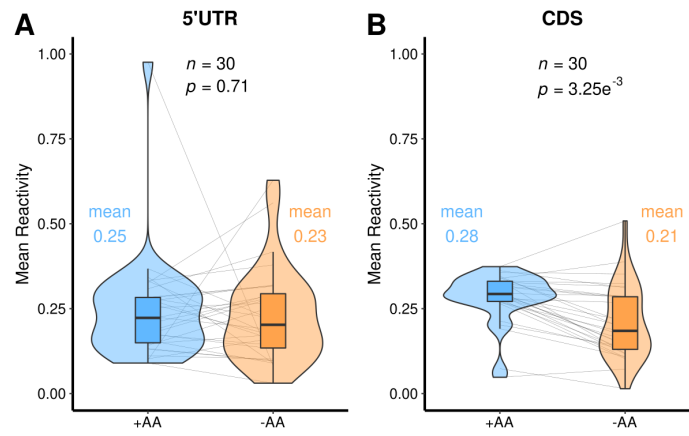 A
5'UTR
1.00
0.75
0.50
0.25
0.00
Mean Reactivity
n = 30
p = 0.71
mean
0.25
mean
0.23
+AA
-AA
B
CDS
1.00
0.75
0.50
0.25
0.00
Mean Reactivity
n = 30
p = 3.25e⁻³
mean
0.28
mean
0.21
+AA
-AA